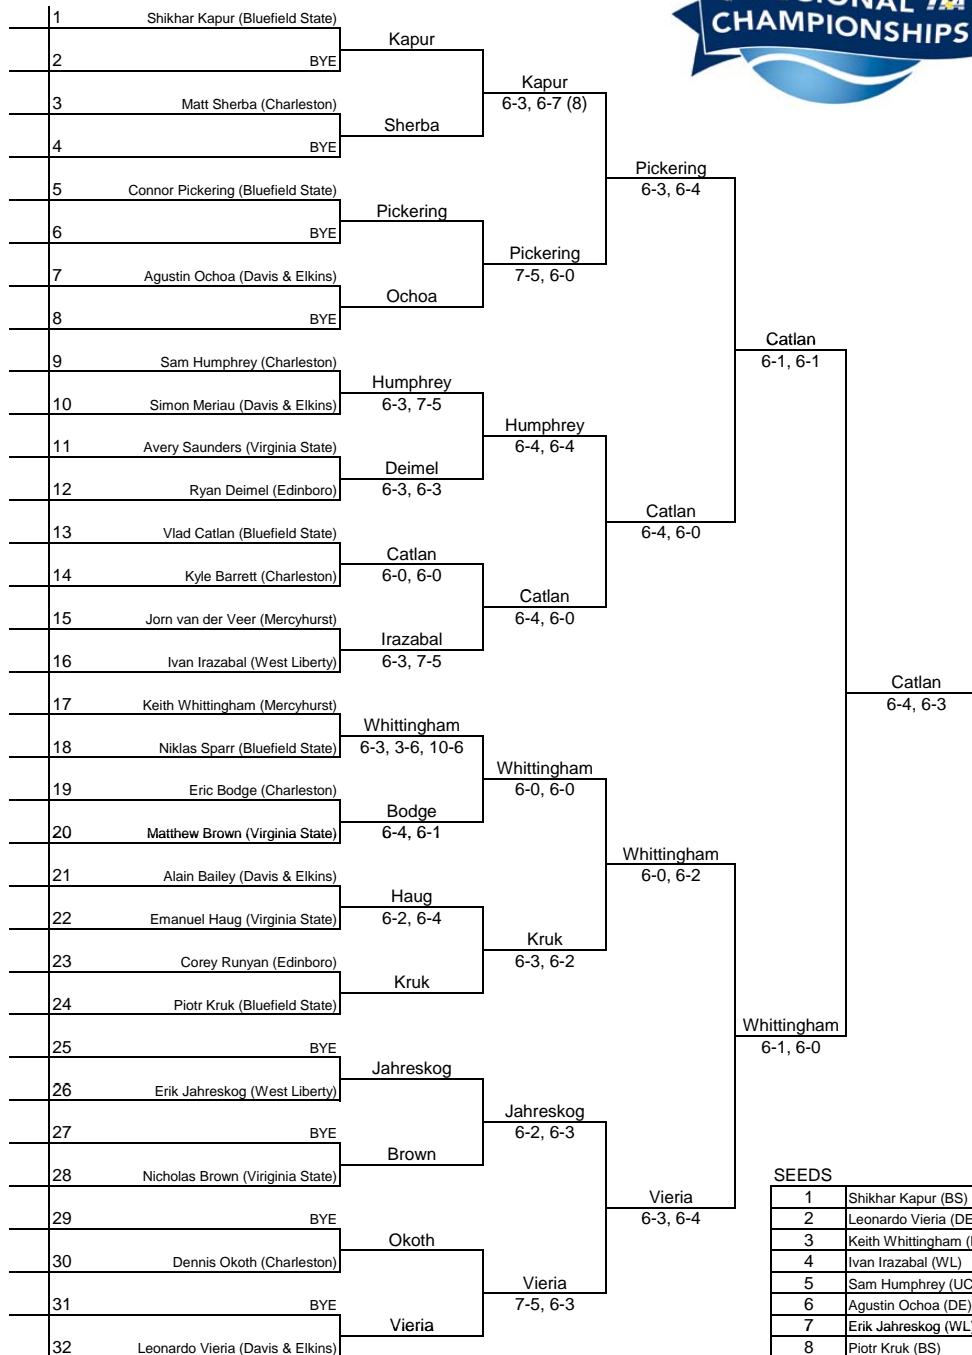 REGIONAL ITA
CHAMPIONSHIPS
1 Shikhar Kapur (Bluefield State)
Kapur
2 BYE
Kapur
3 Matt Sherba (Charleston)
6-3, 6-7 (8)
Sherba
4 BYE
Pickering
5 Connor Pickering (Bluefield State)
6-3, 6-4
Pickering
6 BYE
Pickering
7 Agustin Ochoa (Davis & Elkins)
7-5, 6-0
Ochoa
8 BYE
Catlan
9 Sam Humphrey (Charleston)
6-1, 6-1
Humphrey
10 Simon Meriau (Davis & Elkins)
6-3, 7-5
Humphrey
11 Avery Saunders (Virginia State)
6-4, 6-4
Deimel
12 Ryan Deimel (Edinboro)
6-3, 6-3
Catlan
13 Vlad Catlan (Bluefield State)
6-4, 6-0
Catlan
14 Kyle Barrett (Charleston)
6-0, 6-0
Catlan
15 Jorn van der Veer (Mercyhurst)
6-4, 6-0
Irazabal
16 Ivan Irazabal (West Liberty)
6-3, 7-5
Catlan
17 Keith Whittingham (Mercyhurst)
6-4, 6-3
Whittingham
18 Niklas Sparr (Bluefield State)
6-3, 3-6, 10-6
Whittingham
19 Eric Bodge (Charleston)
6-0, 6-0
Bodge
20 Matthew Brown (Virginia State)
6-4, 6-1
Whittingham
21 Alain Bailey (Davis & Elkins)
6-0, 6-2
Haug
22 Emanuel Haug (Virginia State)
6-2, 6-4
Kruk
23 Corey Runyan (Edinboro)
6-3, 6-2
Kruk
24 Piotr Kruk (Bluefield State)
Whittingham
25 BYE
6-1, 6-0
Jahreskog
26 Erik Jahreskog (West Liberty)
Jahreskog
27 BYE
6-2, 6-3
Brown
28 Nicholas Brown (Viriginia State)
Vieria
29 BYE
6-3, 6-4
Okoth
30 Dennis Okoth (Charleston)
Vieria
31 BYE
7-5, 6-3
Vieria
32 Leonardo Vieria (Davis & Elkins)
SEEDS
1 Shikhar Kapur (BS)
2 Leonardo Vieria (DE
3 Keith Whittingham (
4 Ivan Irazabal (WL)
5 Sam Humphrey (UC
6 Agustin Ochoa (DE)
7 Erik Jahreskog (WL)
8 Piotr Kruk (BS)